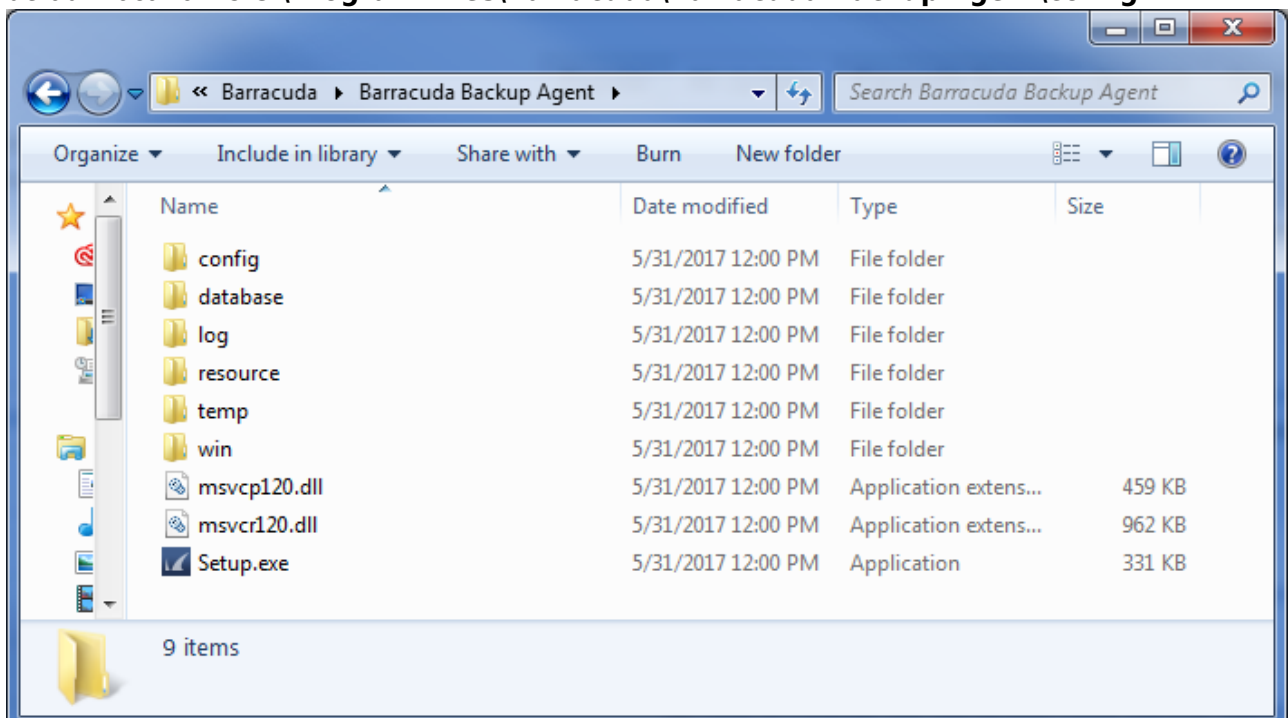 « Barracuda ▸ Barracuda Backup Agent ▸ Search Barracuda Backup Agent
Organize Include in library Share with Burn New folder
Name Date modified Type Size
config 5/31/2017 12:00 PM File folder
database 5/31/2017 12:00 PM File folder
log 5/31/2017 12:00 PM File folder
resource 5/31/2017 12:00 PM File folder
temp 5/31/2017 12:00 PM File folder
win 5/31/2017 12:00 PM File folder
msvcp120.dll 5/31/2017 12:00 PM Application extens... 459 KB
msvcr120.dll 5/31/2017 12:00 PM Application extens... 962 KB
Setup.exe 5/31/2017 12:00 PM Application 331 KB
9 items